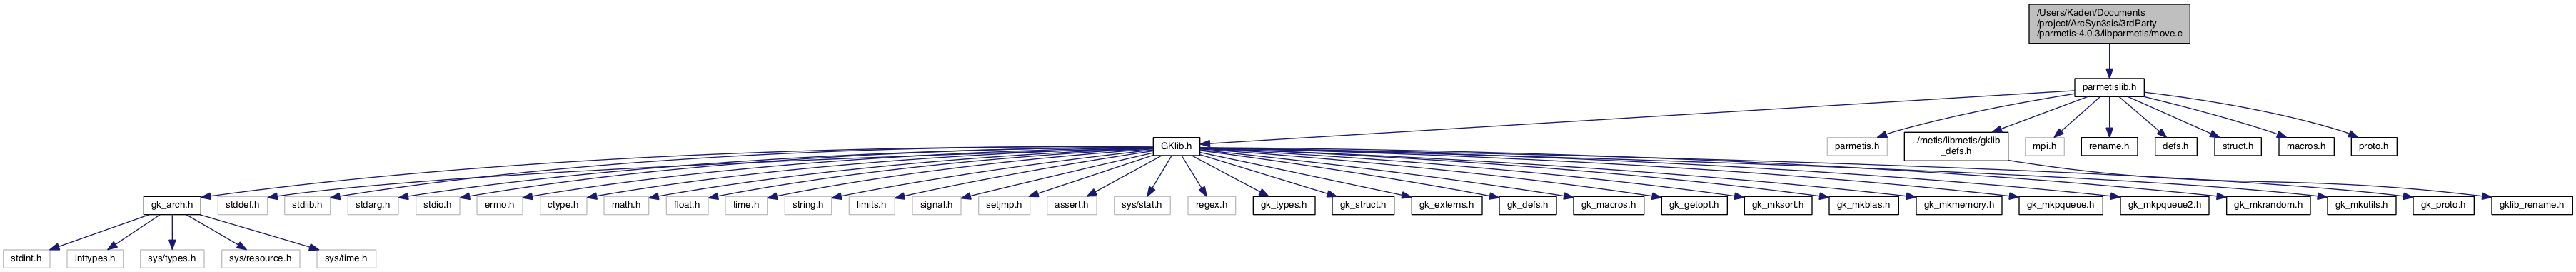 /Users/Kaden/Documents
/project/ArcSyn3sis/3rdParty
/parmetis-4.0.3/libparmetis/move.c
parmetislib.h
GKlib.h
parmetis.h
../metis/libmetis/gklib
_defs.h
mpi.h
rename.h
defs.h
struct.h
macros.h
proto.h
gk_arch.h
stddef.h
stdlib.h
stdarg.h
stdio.h
errno.h
ctype.h
math.h
float.h
time.h
string.h
limits.h
signal.h
setjmp.h
assert.h
sys/stat.h
regex.h
gk_types.h
gk_struct.h
gk_externs.h
gk_defs.h
gk_macros.h
gk_getopt.h
gk_mksort.h
gk_mkblas.h
gk_mkmemory.h
gk_mkpqueue.h
gk_mkpqueue2.h
gk_mkrandom.h
gk_mkutils.h
gk_proto.h
gklib_rename.h
stdint.h
inttypes.h
sys/types.h
sys/resource.h
sys/time.h